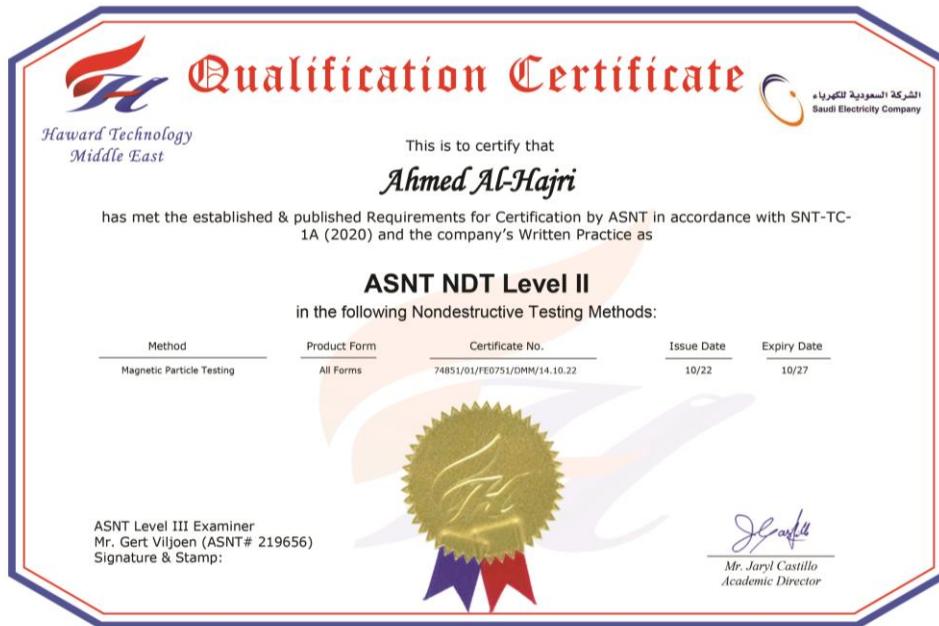 Qualification Certificate
Haward Technology
Middle East
الشركة السعودية للكهرباء
Saudi Electricity Company
This is to certify that
Ahmed Al-Hajri
has met the established & published Requirements for Certification by ASNT in accordance with SNT-TC-
1A (2020) and the company's Written Practice as
ASNT NDT Level II
in the following Nondestructive Testing Methods:
Method Product Form Certificate No. Issue Date Expiry Date
Magnetic Particle Testing All Forms 74851/01/FE0751/DMM/14.10.22 10/22 10/27
ASNT Level III Examiner
Mr. Gert Viljoen (ASNT# 219656)
Signature & Stamp:
Mr. Jaryl Castillo
Academic Director